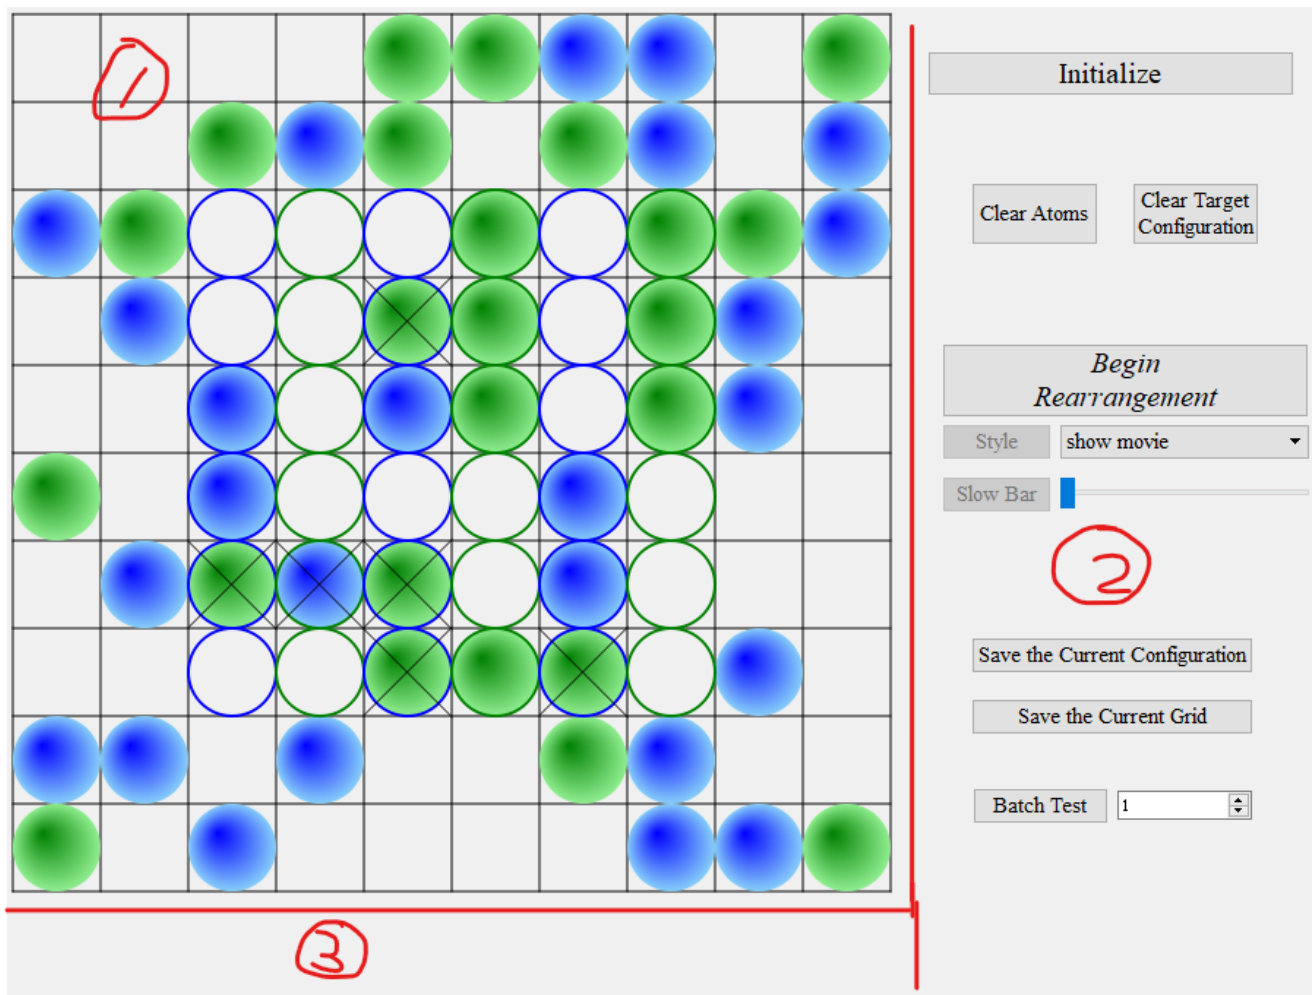 1
Initialize
Clear Atoms
Clear Target
Configuration
Begin
Rearrangement
Style
show movie
Slow Bar
2
Save the Current Configuration
Save the Current Grid
Batch Test
1
3